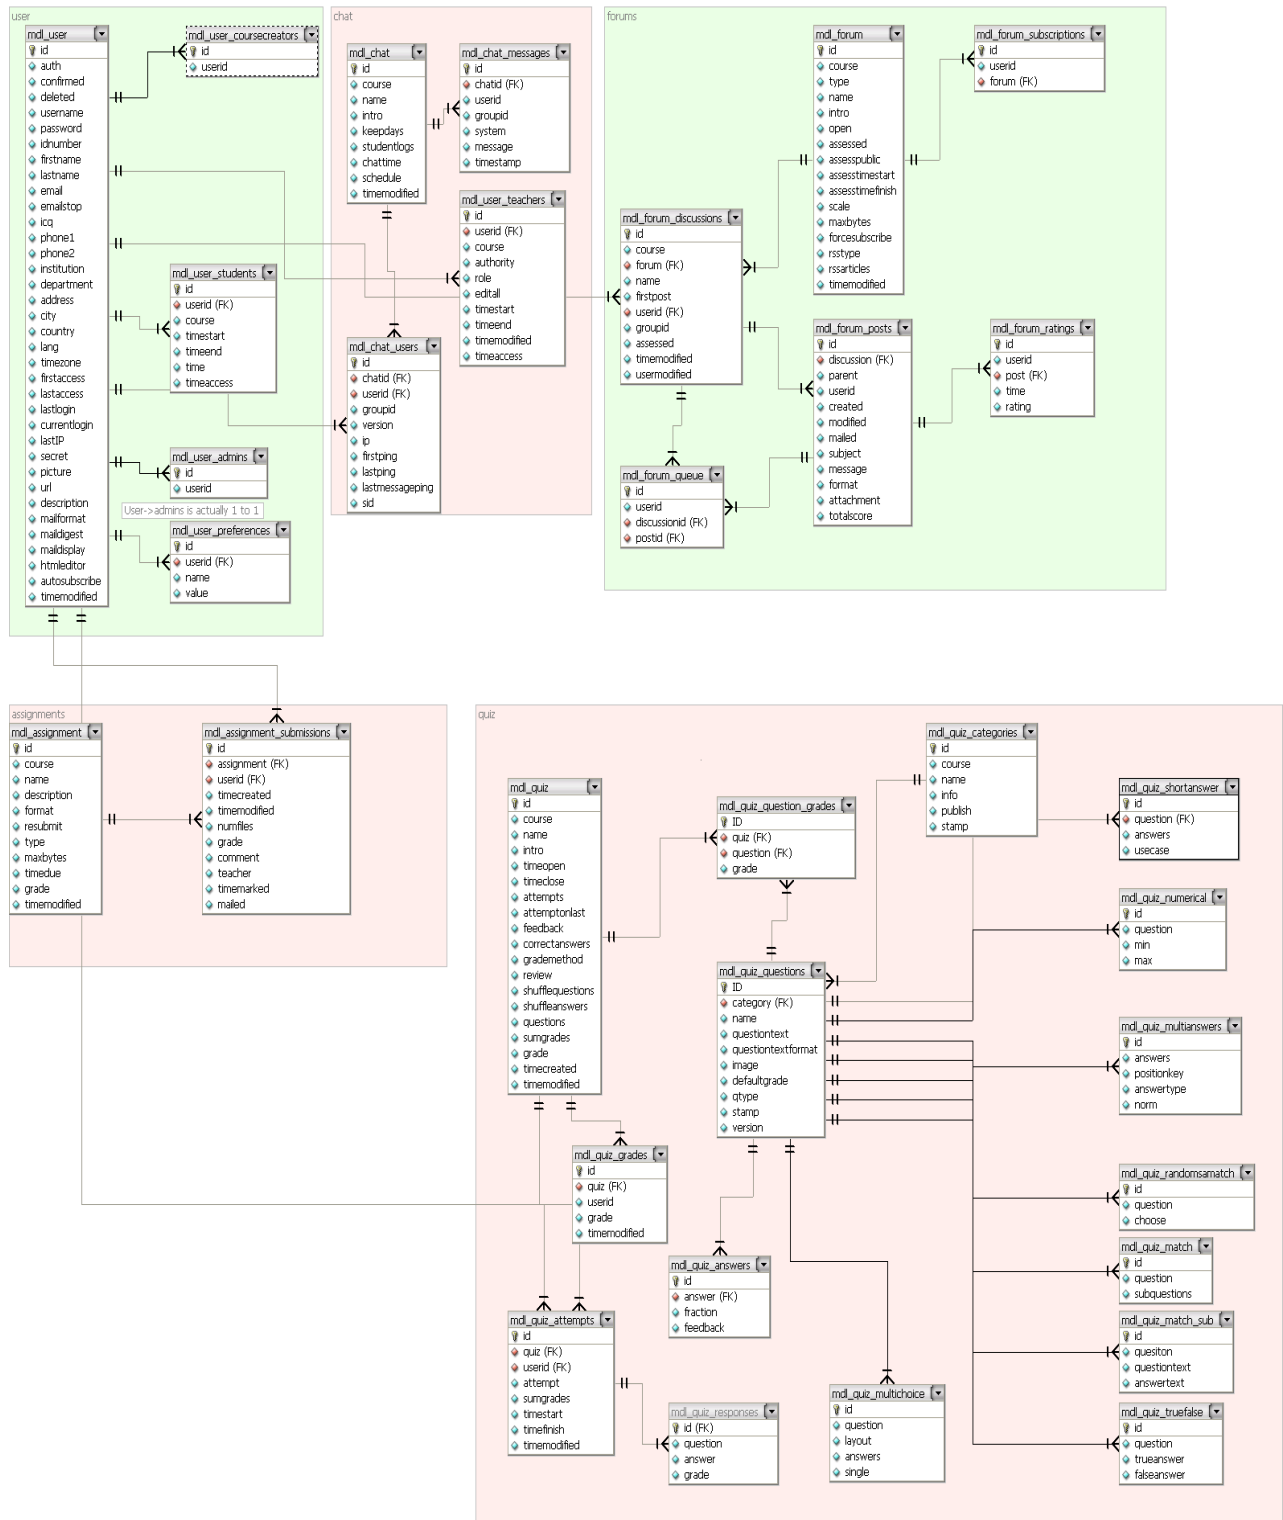 user
mdl_user
id
auth
confirmed
deleted
username
password
idnumber
firstname
lastname
email
emailstop
icq
phone1
phone2
institution
department
address
city
country
lang
timezone
firstaccess
lastaccess
lastlogin
currentlogin
lastIP
secret
picture
url
description
mailformat
maildigest
maildisplay
htmleditor
autosubscribe
timemodified
mdl_user_coursecreators
id
userid
mdl_user_students
id
userid (FK)
course
timestart
timeend
time
timeaccess
mdl_user_admins
id
userid
User->admins is actually 1 to 1
mdl_user_preferences
id
userid (FK)
name
value
chat
mdl_chat
id
course
name
intro
keepdays
studentlogs
chattime
schedule
timemodified
mdl_chat_messages
id
chatid (FK)
userid
groupid
system
message
timestamp
mdl_user_teachers
id
userid (FK)
course
authority
role
editall
timestart
timeend
timemodified
timeaccess
mdl_chat_users
id
chatid (FK)
userid (FK)
groupid
version
ip
firstping
lastping
lastmessageping
sid
forums
mdl_forum
id
course
type
name
intro
open
assessed
assesspublic
assesstimestart
assesstimefinish
scale
maxbytes
forcesubscribe
rsstype
rssarticles
timemodified
mdl_forum_subscriptions
id
userid
forum (FK)
mdl_forum_discussions
id
course
forum (FK)
name
firstpost
userid (FK)
groupid
assessed
timemodified
usermodified
mdl_forum_posts
id
discussion (FK)
parent
userid
created
modified
mailed
subject
message
format
attachment
totalscore
mdl_forum_ratings
id
userid
post (FK)
time
rating
mdl_forum_queue
id
userid
discussionid (FK)
postid (FK)
assignments
mdl_assignment
id
course
name
description
format
resubmit
type
maxbytes
timedue
grade
timemodified
mdl_assignment_submissions
id
assignment (FK)
userid (FK)
timecreated
timemodified
numfiles
grade
comment
teacher
timemarked
mailed
quiz
mdl_quiz
id
course
name
intro
timeopen
timeclose
attempts
attemptonlast
feedback
correctanswers
grademethod
review
shufflequestions
shuffleanswers
questions
sumgrades
grade
timecreated
timemodified
mdl_quiz_question_grades
ID
quiz (FK)
question (FK)
grade
mdl_quiz_categories
id
course
name
info
publish
stamp
mdl_quiz_shortanswer
id
question (FK)
answers
usecase
mdl_quiz_numerical
id
question
min
max
mdl_quiz_questions
ID
category (FK)
name
questiontext
questiontextformat
image
defaultgrade
qtype
stamp
version
mdl_quiz_multianswers
id
answers
positionkey
answertype
norm
mdl_quiz_grades
id
quiz (FK)
userid
grade
timemodified
mdl_quiz_randomsamatch
id
question
choose
mdl_quiz_match
id
question
subquestions
mdl_quiz_answers
id
answer (FK)
fraction
feedback
mdl_quiz_attempts
id
quiz (FK)
userid (FK)
attempt
sumgrades
timestart
timefinish
timemodified
mdl_quiz_match_sub
id
quesiton
questiontext
answertext
mdl_quiz_responses
id (FK)
question
answer
grade
mdl_quiz_multichoice
id
question
layout
answers
single
mdl_quiz_truefalse
id
question
trueanswer
falseanswer